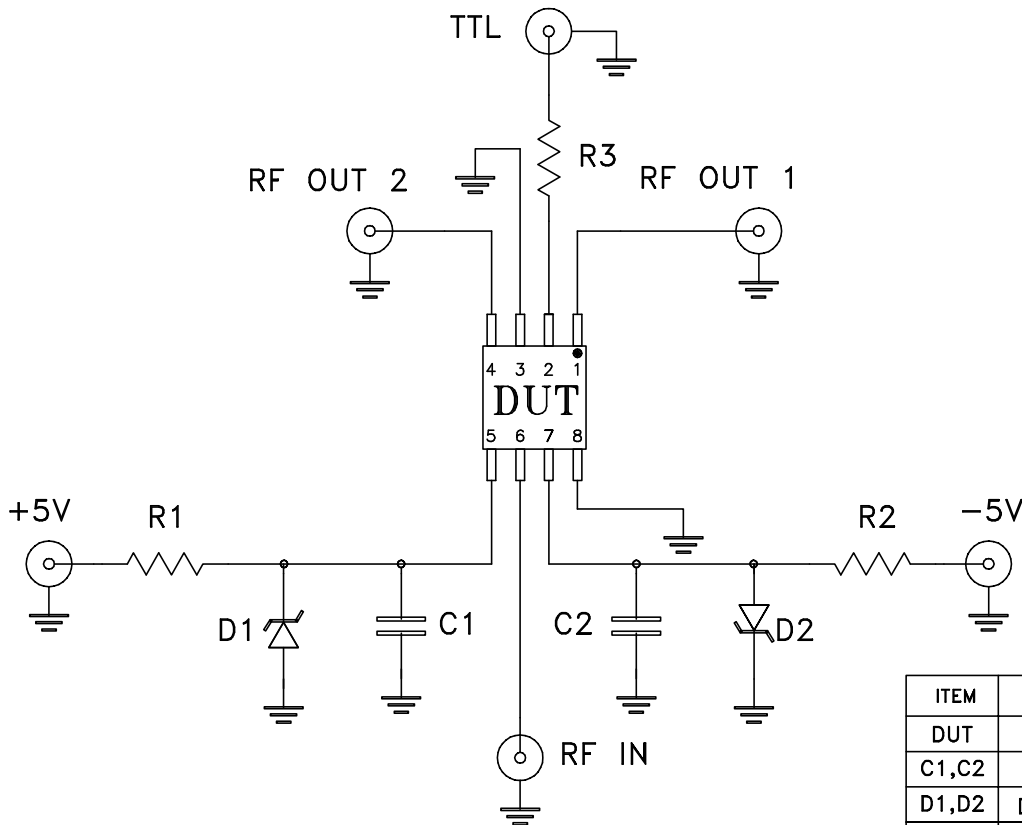 TTL
R3
RF OUT 2
RF OUT 1
4 3 2 1
DUT
5 6 7 8
+5V
R1
R2
-5V
D1
C1
C2
D2
RF IN
ITEM
DUT
C1,C2
D1,D2